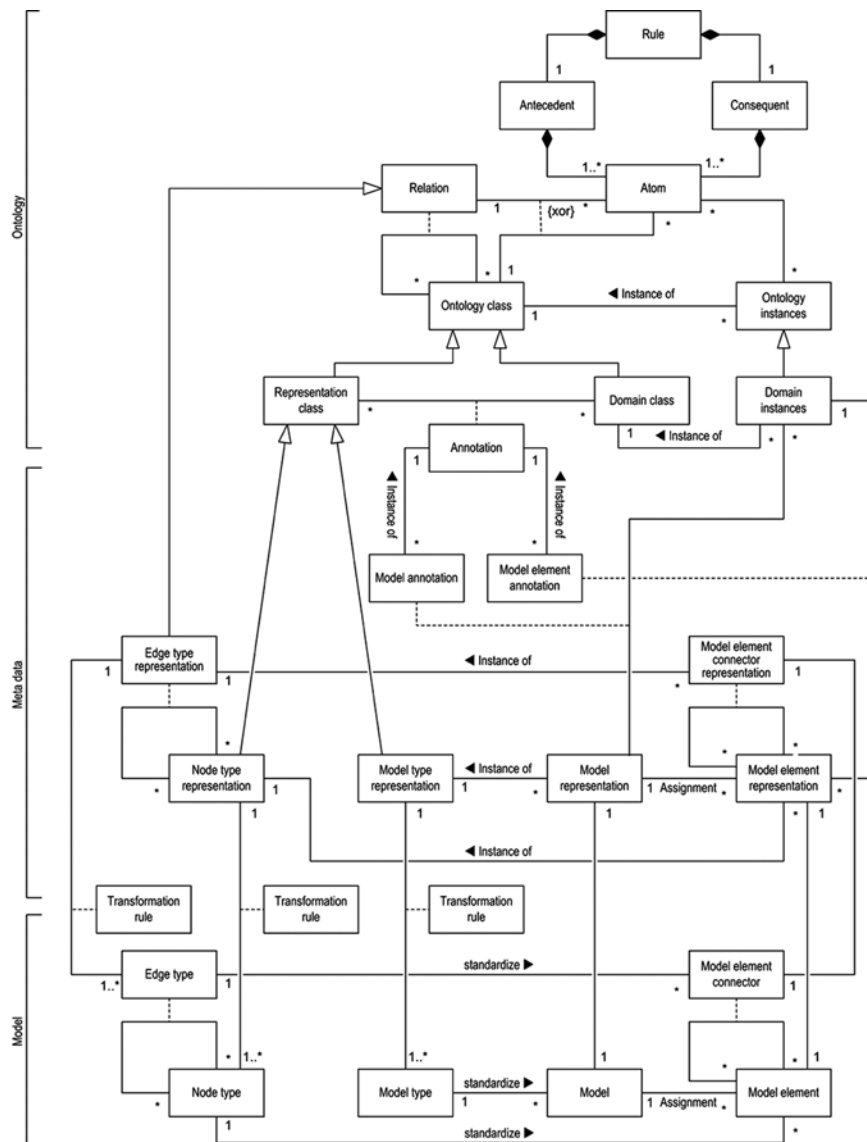 Rule
1
1
Antecedent
Consequent
1..*
1..*
Relation
Atom
1
*
{xor}
*
*
Ontology
*
*
1
*
Ontology class
◄ Instance of
Ontology
instances
1
*
Representation
class
Domain class
Domain
instances
1
*
*
1
◄ Instance of
*
*
Annotation
1
1
◄ Instance of
◄ Instance of
*
*
Model annotation
Model element
annotation
Meta data
Edge type
representation
Model element
connector
representation
1
1
◄ Instance of
*
1
*
*
*
*
Node type
representation
Model type
representation
◄ Instance of
Model
representation
Model element
representation
*
1
1
*
1
Assignment
*
*
1
1
1
*
1
◄ Instance of
Transformation
rule
Transformation
rule
Transformation
rule
Model
Edge type
standardize ►
Model element
connector
1..*
1
*
1
*
1..*
1..*
1
*
*
1
Node type
Model type
standardize ►
Model
Model element
*
1
*
1
Assignment
*
1
standardize ►
*